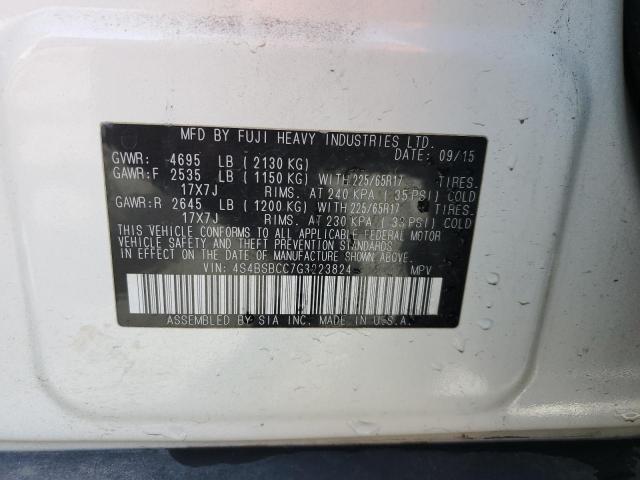 MFD BY FUJI HEAVY INDUSTRIES LTD.
GVWR: 4695 LB (2130 KG) DATE: 09/15
GAWR:F 2535 LB (1150 KG) WITH 225/65R17 TIRES.
17X7J RIMS. AT 240 KPA (35 PSI) COLD
GAWR:R 2645 LB (1200 KG) WITH 225/65R17 TIRES.
17X7J RIMS. AT 230 KPA (33 PSI) COLD
THIS VEHICLE CONFORMS TO ALL APPLICABLE FEDERAL MOTOR
VEHICLE SAFETY AND THEFT PREVENTION STANDARDS
IN EFFECT ON THE DATE OF MANUFACTURE SHOWN ABOVE.
VIN: 4S4BSBCC7G3223824 MPV
ASSEMBLED BY SIA INC. MADE IN U.S.A.